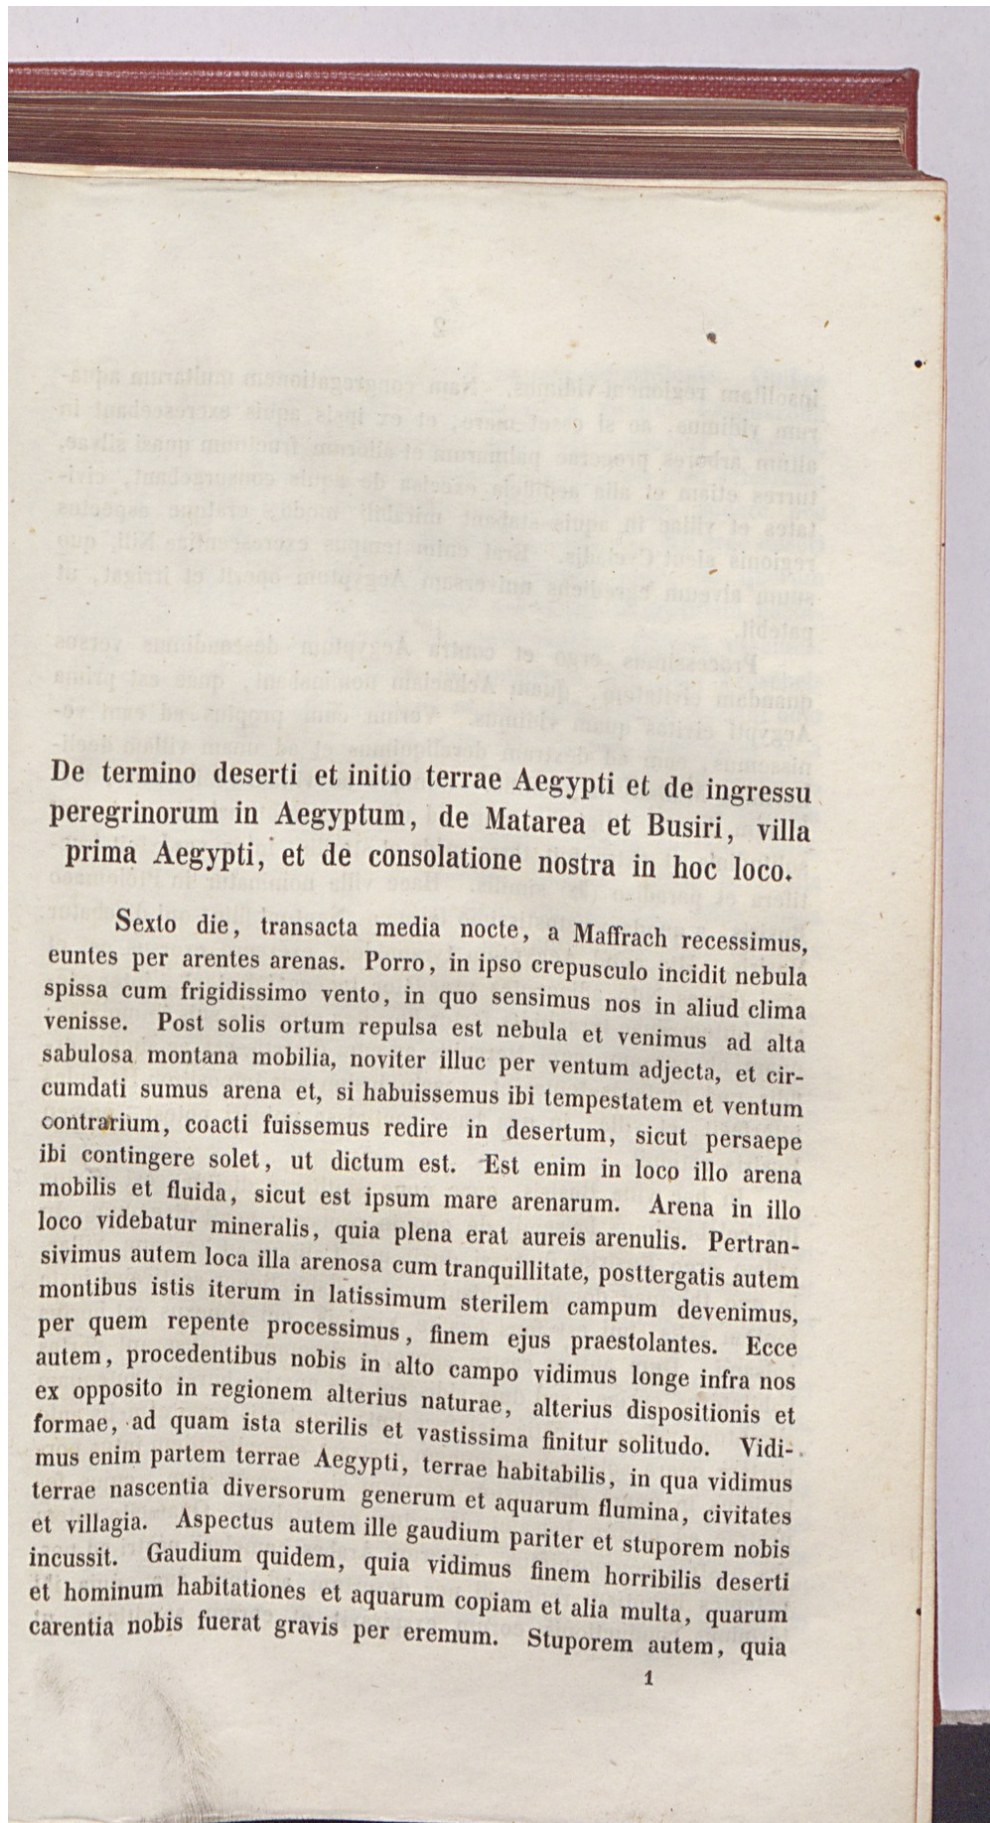 De termino deserti et initio terrae Aegypti et de ingressu
peregrinorum in Aegyptum, de Matarea et Busiri, villa
prima Aegypti, et de consolatione nostra in hoc loco.
Sexto die, transacta media nocte, a Maffrach recessimus,
euntes per arentes arenas. Porro, in ipso crepusculo incidit nebula
spissa cum frigidissimo vento, in quo sensimus nos in aliud clima
venisse. Post solis ortum repulsa est nebula et venimus ad alta
sabulosa montana mobilia, noviter illuc per ventum adjecta, et cir-
cumdati sumus arena et, si habuissemus ibi tempestatem et ventum
contrarium, coacti fuissemus redire in desertum, sicut persaepe
ibi contingere solet, ut dictum est. Est enim in loco illo arena
mobilis et fluida, sicut est ipsum mare arenarum. Arena in illo
loco videbatur mineralis, quia plena erat aureis arenulis. Pertran-
sivimus autem loca illa arenosa cum tranquillitate, posttergatis autem
montibus istis iterum in latissimum sterilem campum devenimus,
per quem repente processimus, finem ejus praestolantes. Ecce
autem, procedentibus nobis in alto campo vidimus longe infra nos
ex opposito in regionem alterius naturae, alterius dispositionis et
formae, ad quam ista sterilis et vastissima finitur solitudo. Vidi-
mus enim partem terrae Aegypti, terrae habitabilis, in qua vidimus
terrae nascentia diversorum generum et aquarum flumina, civitates
et villagia. Aspectus autem ille gaudium pariter et stuporem nobis
incussit. Gaudium quidem, quia vidimus finem horribilis deserti
et hominum habitationes et aquarum copiam et alia multa, quarum
carentia nobis fuerat gravis per eremum. Stuporem autem, quia
1